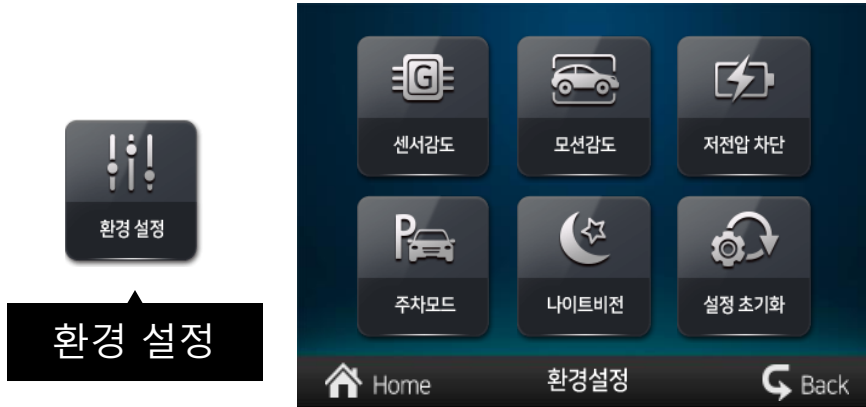 환경 설정
환경 설정
G
센서감도
모션감도
저전압 차단
P
주차모드
나이트비전
설정 초기화
Home
환경설정
Back